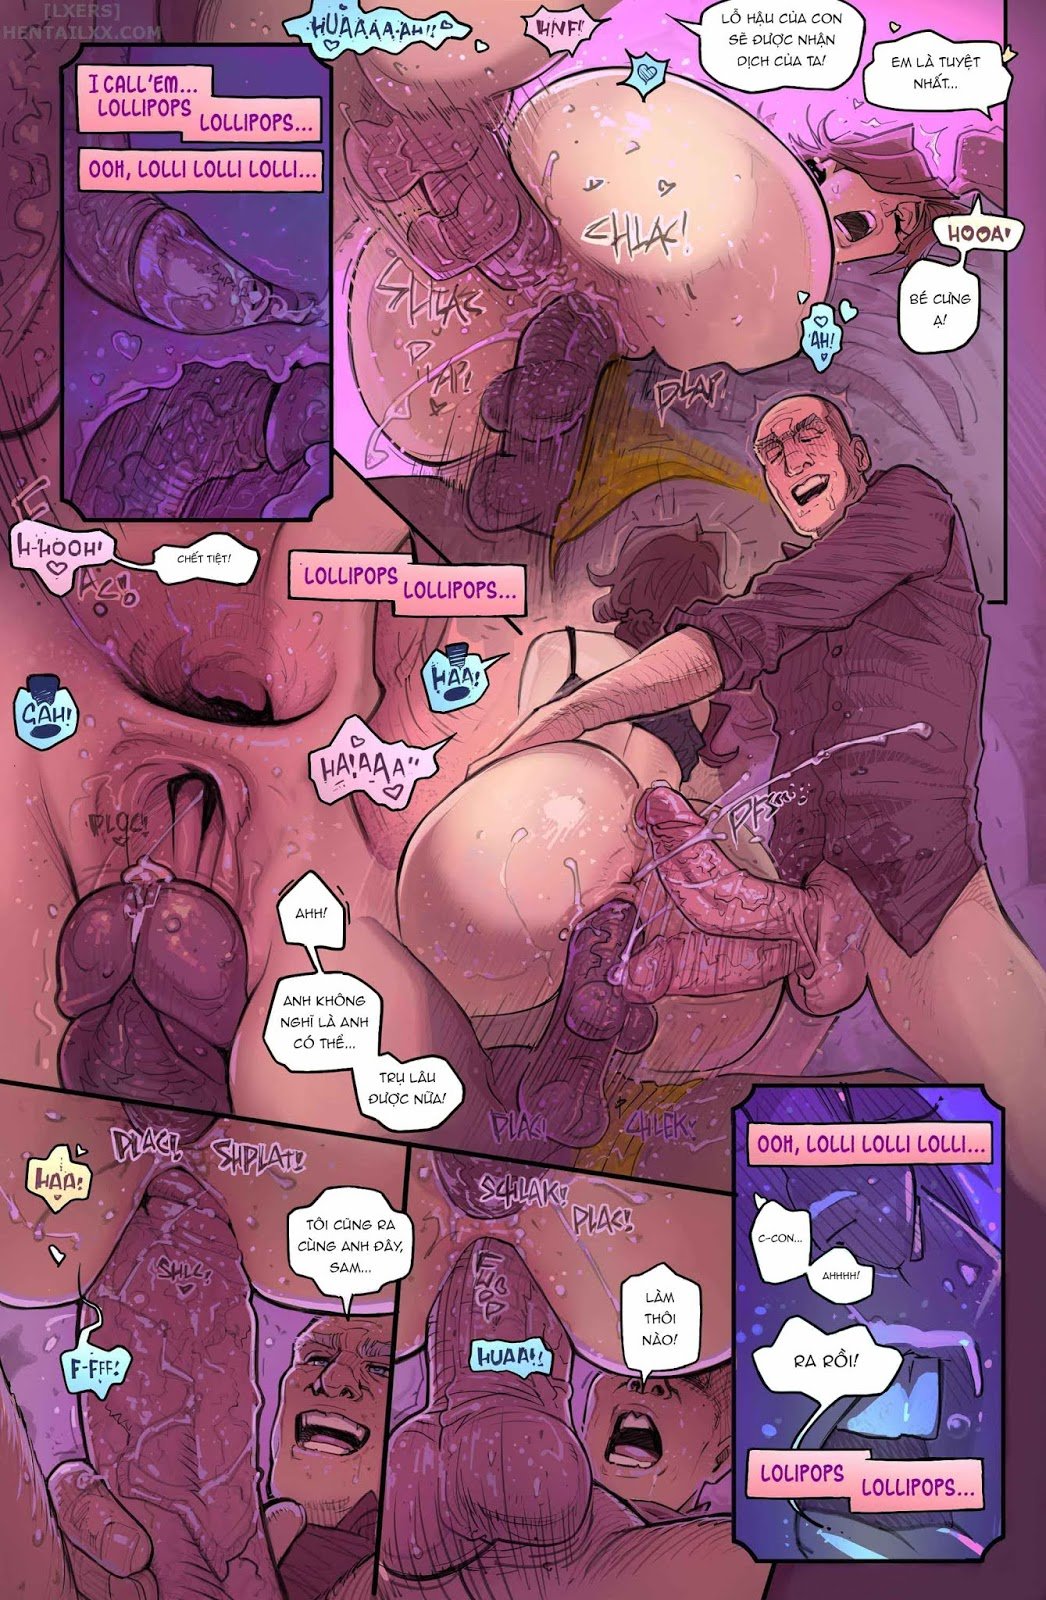 [LXERS]
HENTAILXX.COM
HUAAAAAH!!
HNF!
LỖ HẬU CỦA CON
SẼ ĐƯỢC NHẬN
DỊCH CỦA TA!
EM LÀ TUYỆT
NHẤT...
I CALL'EM...
LOLLIPOPS
LOLLIPOPS...
OOH, LOLLI LOLLI LOLLI...
HOOA!
BÉ CƯNG
Ạ!
'AH!
PLAP!
H-HOOH!
CHẾT TIỆT!
LOLLIPOPS
LOLLIPOPS...
HAA!
GAH!
HA'AAA
AHH!
ANH KHÔNG
NGHĨ LÀ ANH
CÓ THỂ...
TRỤ LÂU
ĐƯỢC NỮA!
PLAC!
CHLEK!
PLAC!
SHPLAT!
HAA!
TÔI CŨNG RA
CÙNG ANH ĐÂY,
SAM...
F-FFF!
SCHLAK!
PLAC!
HUAA!!
LÀM
THÔI
NÀO!
OOH, LOLLI LOLLI LOLLI...
C-CON...
AHHHH!
RA RỒI!
LOLIPOPS
LOLLIPOPS...